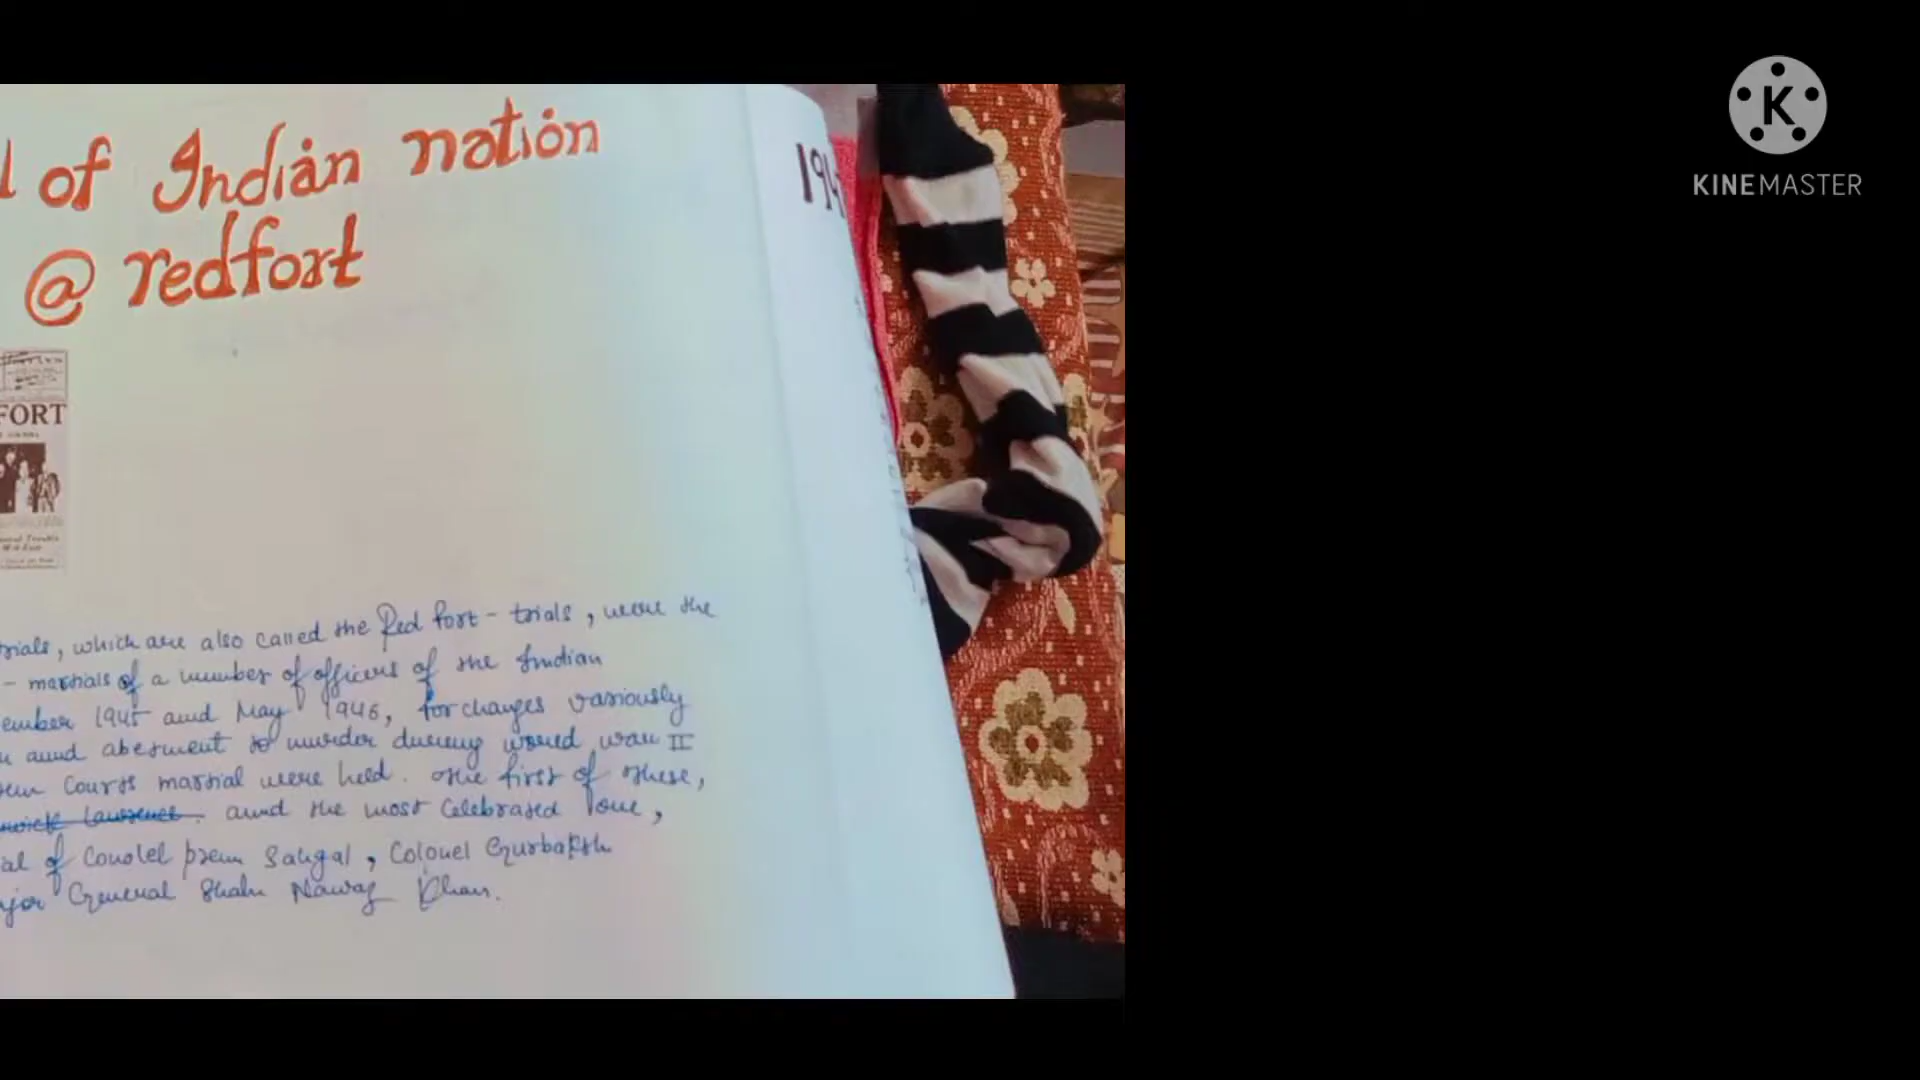 of Indian nation
@ redfort
194
FORT
trials, which are also called the Red fort - trials, were the
- martials of a number of officers of the Indian
ember 1945 and May 1946, for charges variously
and abetment to murder during world war II
Courts martial were held. The first of these,
Lawrence. and the most Celebrated one,
al of Conolel prem Sahgal, Colonel Gurbaksh
jor General Shah Nawaz Khan.
K
KINEMASTER